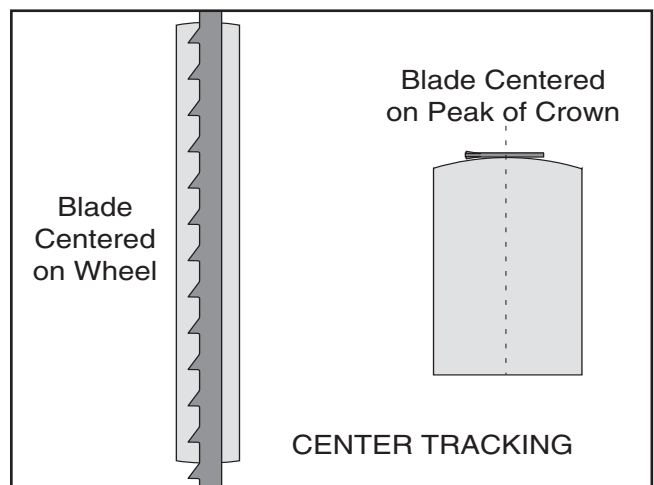 Blade Centered
on Peak of Crown
Blade
Centered
on Wheel
CENTER TRACKING